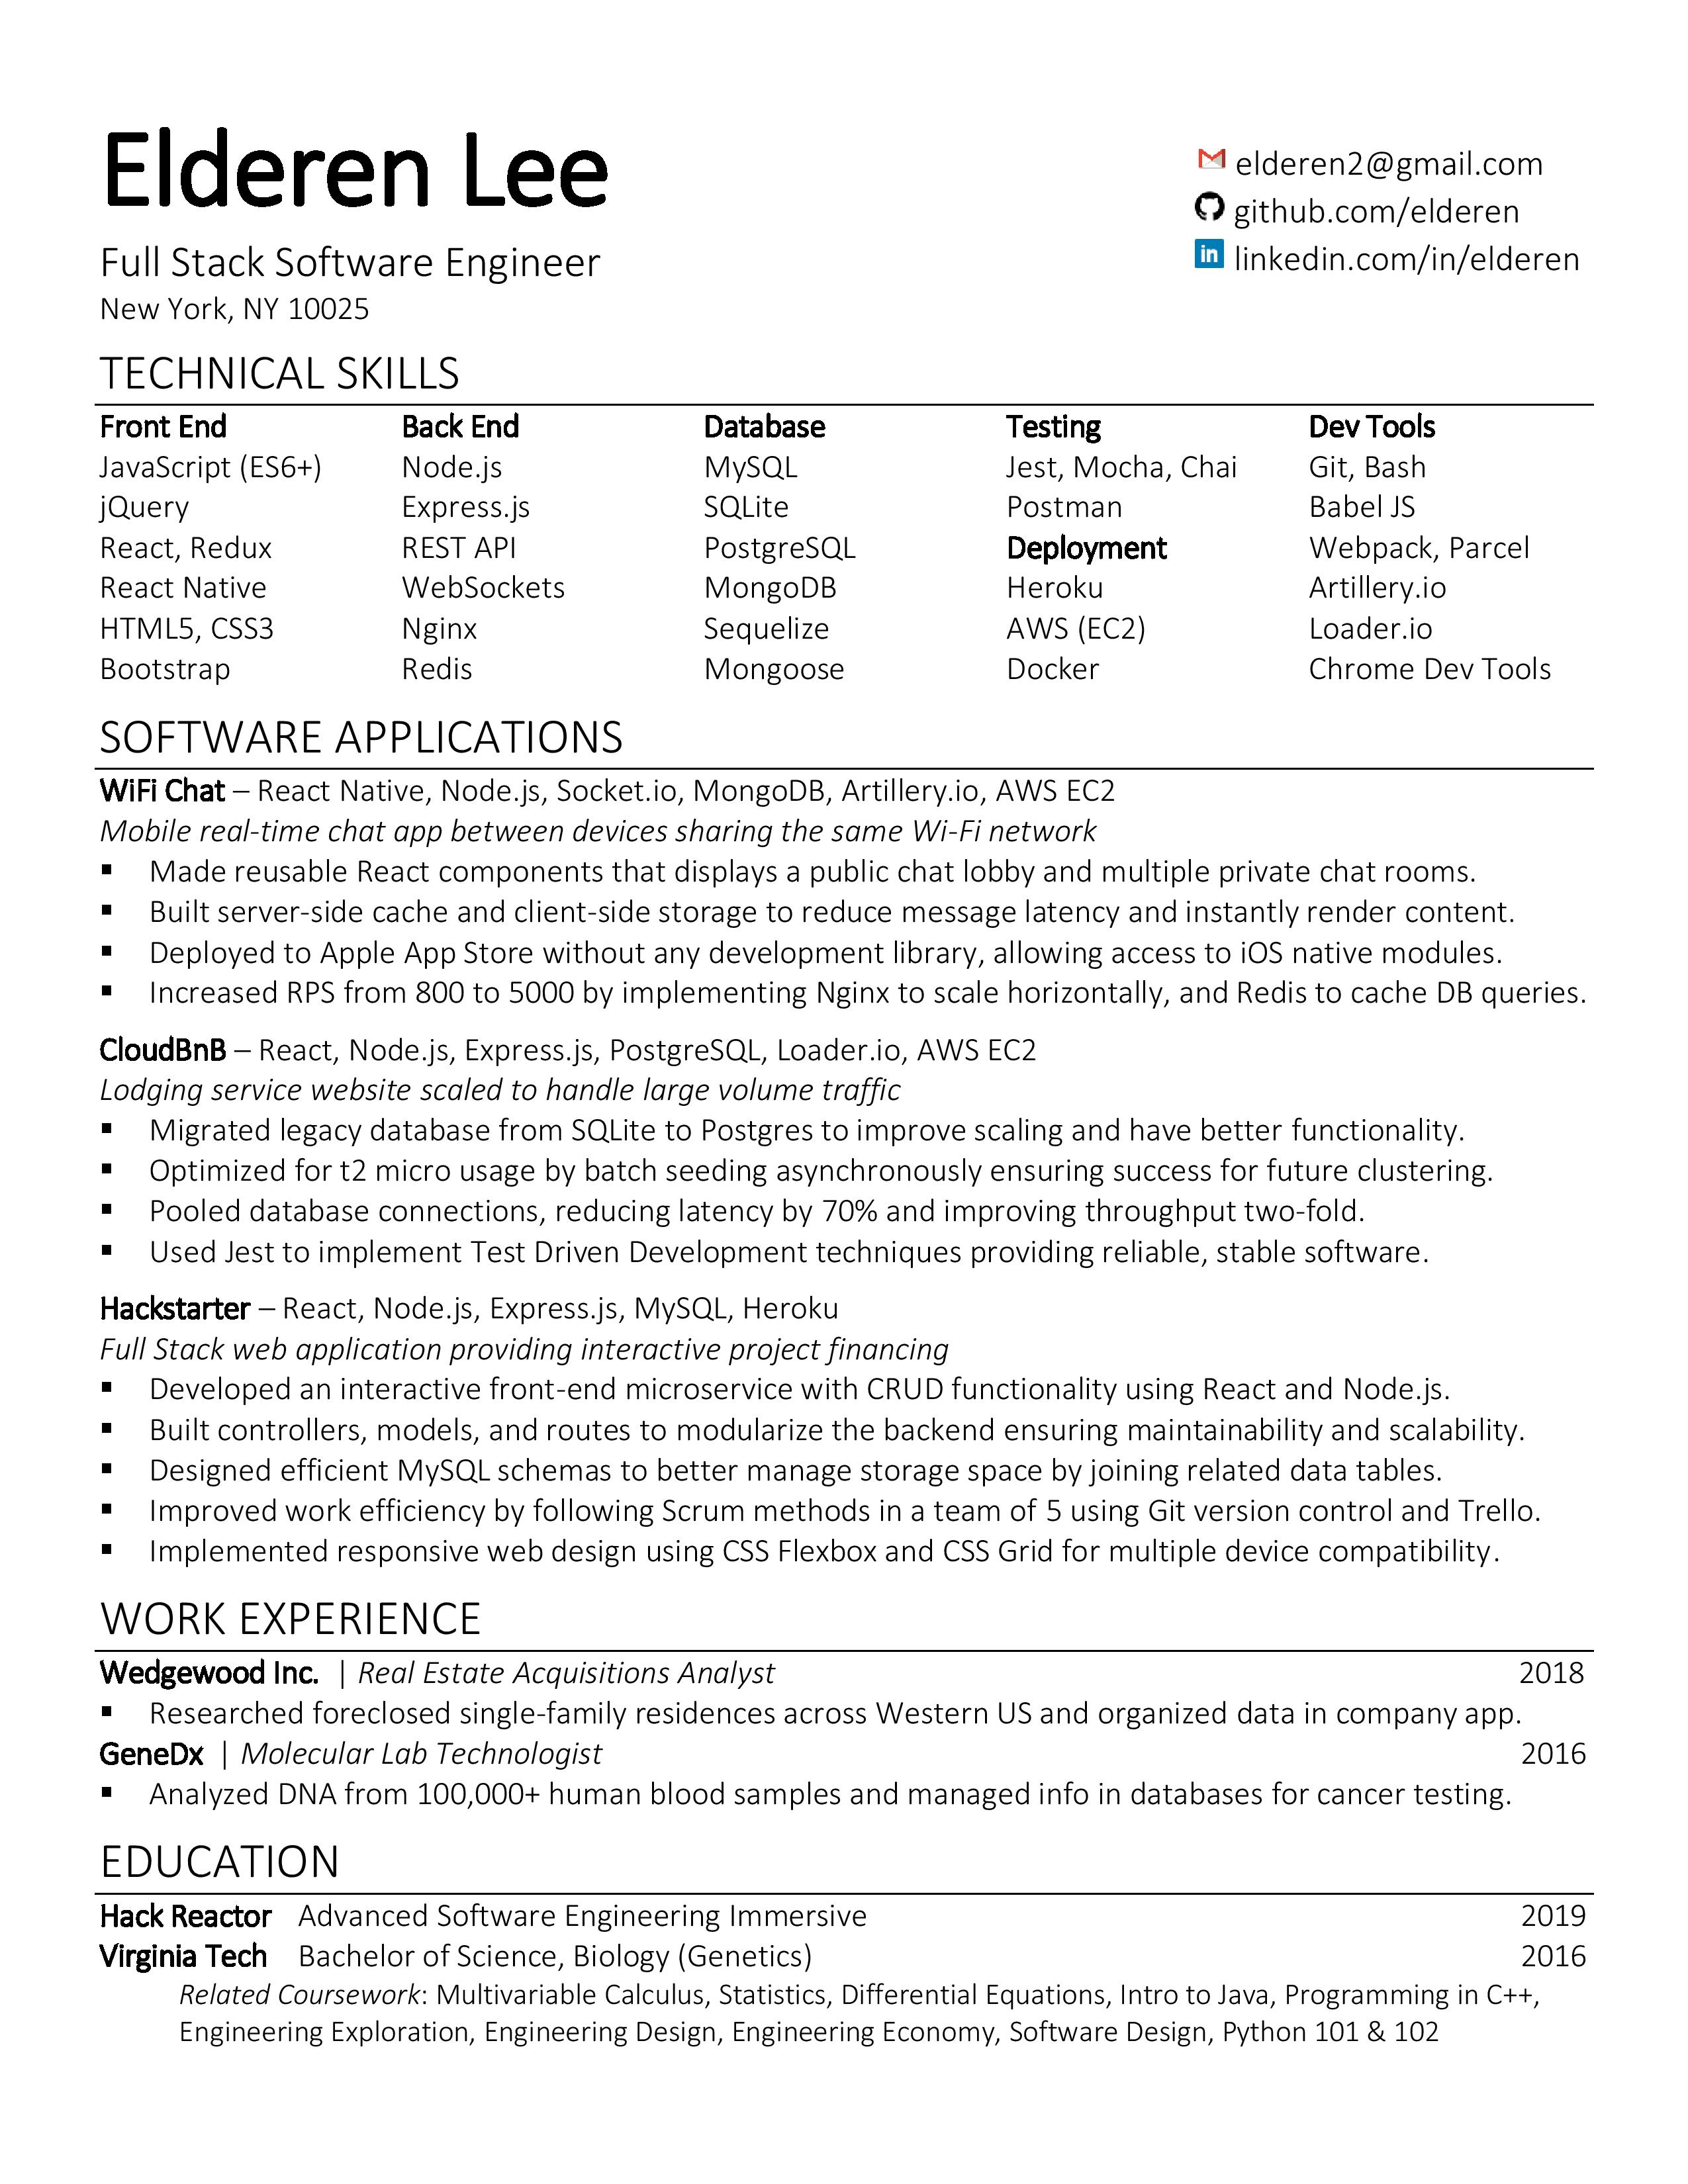 Elderen Lee
elderen2@gmail.com
github.com/elderen
linkedin.com/in/elderen
Full Stack Software Engineer
New York, NY 10025
TECHNICAL SKILLS
Front End Back End Database Testing Dev Tools
JavaScript (ES6+) Node.js MySQL Jest, Mocha, Chai Git, Bash
jQuery Express.js SQLite Postman Babel JS
React, Redux REST API PostgreSQL Deployment Webpack, Parcel
React Native WebSockets MongoDB Heroku Artillery.io
HTML5, CSS3 Nginx Sequelize AWS (EC2) Loader.io
Bootstrap Redis Mongoose Docker Chrome Dev Tools
SOFTWARE APPLICATIONS
WiFi Chat – React Native, Node.js, Socket.io, MongoDB, Artillery.io, AWS EC2
Mobile real-time chat app between devices sharing the same Wi-Fi network
▪ Made reusable React components that displays a public chat lobby and multiple private chat rooms.
▪ Built server-side cache and client-side storage to reduce message latency and instantly render content.
▪ Deployed to Apple App Store without any development library, allowing access to iOS native modules.
▪ Increased RPS from 800 to 5000 by implementing Nginx to scale horizontally, and Redis to cache DB queries.
CloudBnB – React, Node.js, Express.js, PostgreSQL, Loader.io, AWS EC2
Lodging service website scaled to handle large volume traffic
▪ Migrated legacy database from SQLite to Postgres to improve scaling and have better functionality.
▪ Optimized for t2 micro usage by batch seeding asynchronously ensuring success for future clustering.
▪ Pooled database connections, reducing latency by 70% and improving throughput two-fold.
▪ Used Jest to implement Test Driven Development techniques providing reliable, stable software.
Hackstarter – React, Node.js, Express.js, MySQL, Heroku
Full Stack web application providing interactive project financing
▪ Developed an interactive front-end microservice with CRUD functionality using React and Node.js.
▪ Built controllers, models, and routes to modularize the backend ensuring maintainability and scalability.
▪ Designed efficient MySQL schemas to better manage storage space by joining related data tables.
▪ Improved work efficiency by following Scrum methods in a team of 5 using Git version control and Trello.
▪ Implemented responsive web design using CSS Flexbox and CSS Grid for multiple device compatibility.
WORK EXPERIENCE
Wedgewood Inc. | Real Estate Acquisitions Analyst 2018
▪ Researched foreclosed single-family residences across Western US and organized data in company app.
GeneDx | Molecular Lab Technologist 2016
▪ Analyzed DNA from 100,000+ human blood samples and managed info in databases for cancer testing.
EDUCATION
Hack Reactor Advanced Software Engineering Immersive 2019
Virginia Tech Bachelor of Science, Biology (Genetics) 2016
Related Coursework: Multivariable Calculus, Statistics, Differential Equations, Intro to Java, Programming in C++,
Engineering Exploration, Engineering Design, Engineering Economy, Software Design, Python 101 & 102